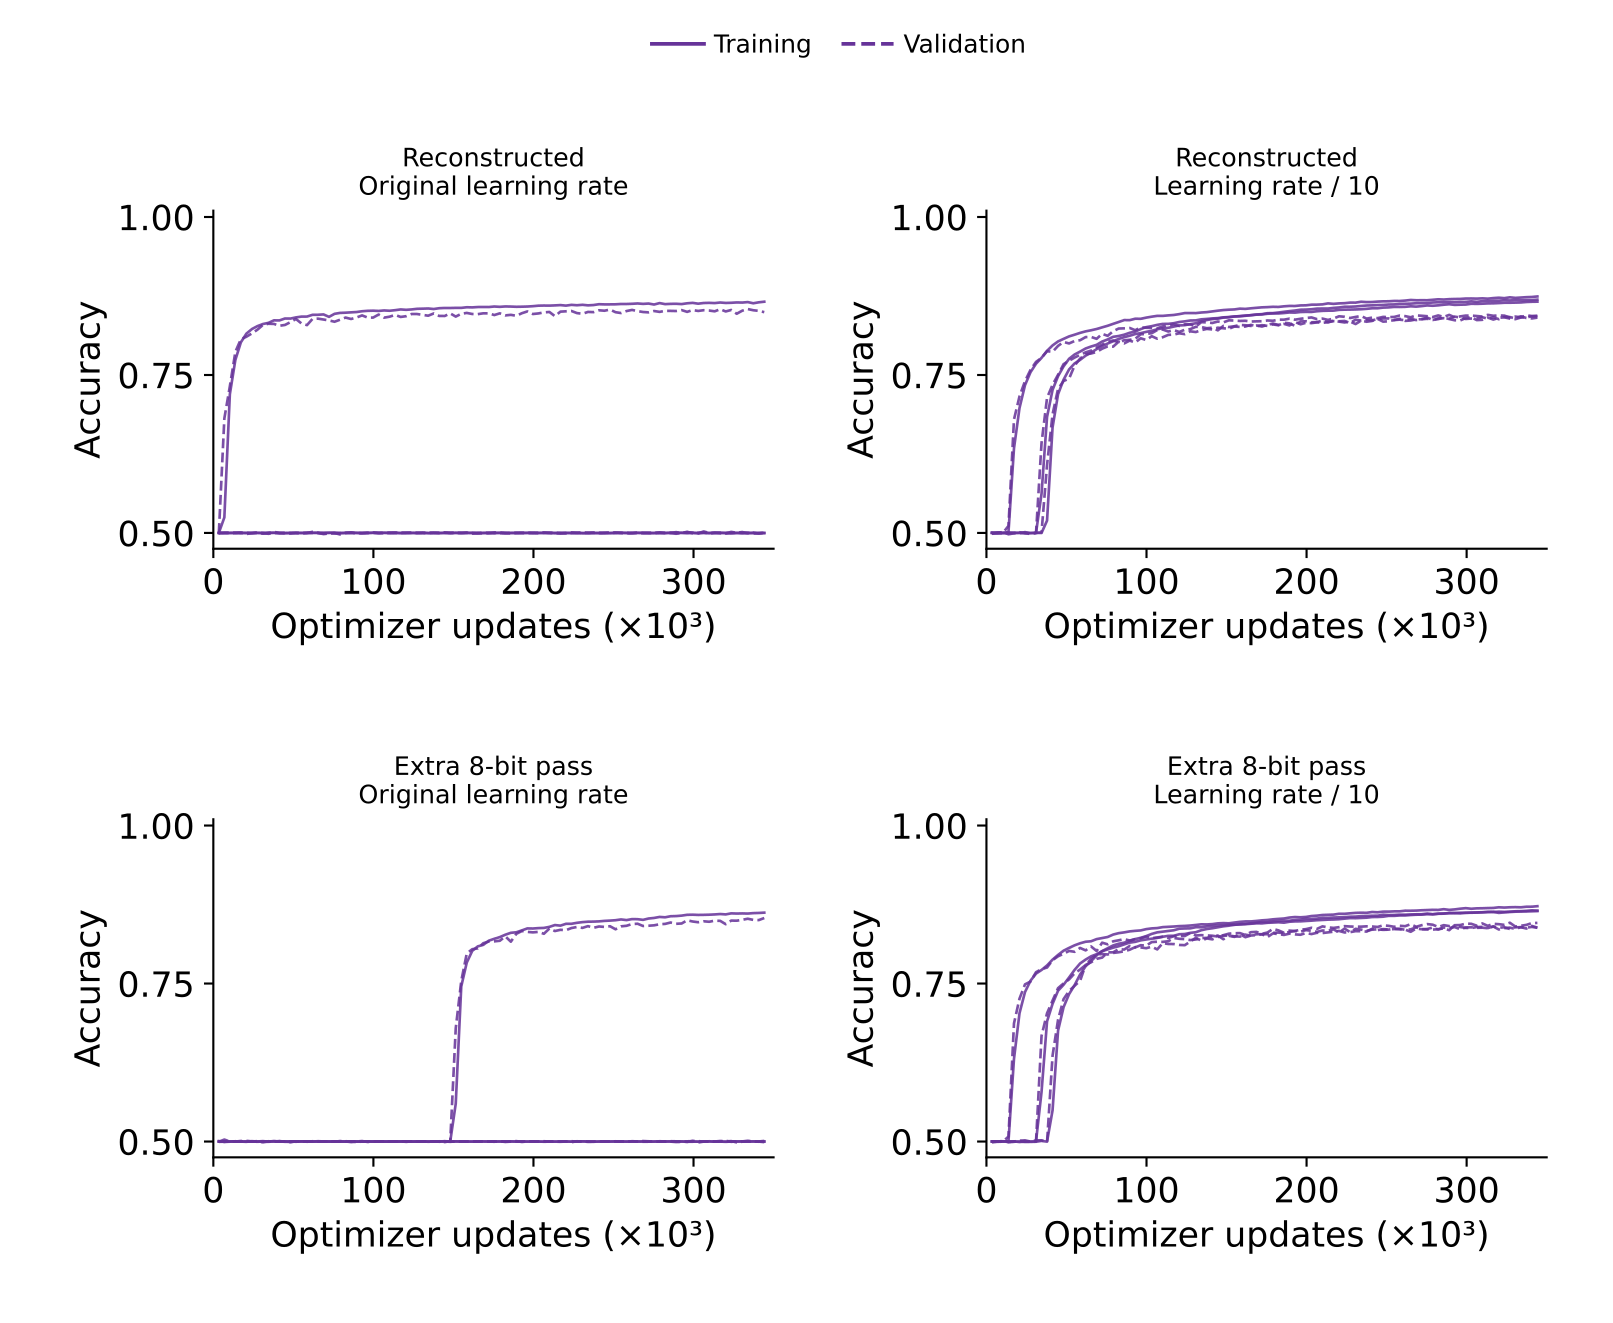 Training Validation
Reconstructed
Original learning rate
1.00
0.75
0.50
Accuracy
0 100 200 300
Optimizer updates (×10³)
Reconstructed
Learning rate / 10
1.00
0.75
0.50
Accuracy
0 100 200 300
Optimizer updates (×10³)
Extra 8-bit pass
Original learning rate
1.00
0.75
0.50
Accuracy
0 100 200 300
Optimizer updates (×10³)
Extra 8-bit pass
Learning rate / 10
1.00
0.75
0.50
Accuracy
0 100 200 300
Optimizer updates (×10³)